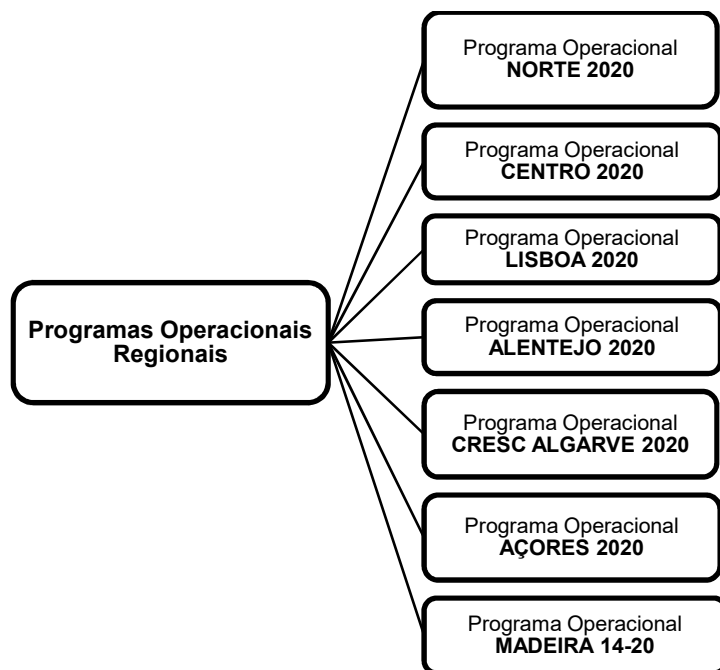 Programa Operacional
NORTE 2020
Programa Operacional
CENTRO 2020
Programa Operacional
LISBOA 2020
Programas Operacionais
Regionais
Programa Operacional
ALENTEJO 2020
Programa Operacional
CRESC ALGARVE 2020
Programa Operacional
AÇORES 2020
Programa Operacional
MADEIRA 14-20